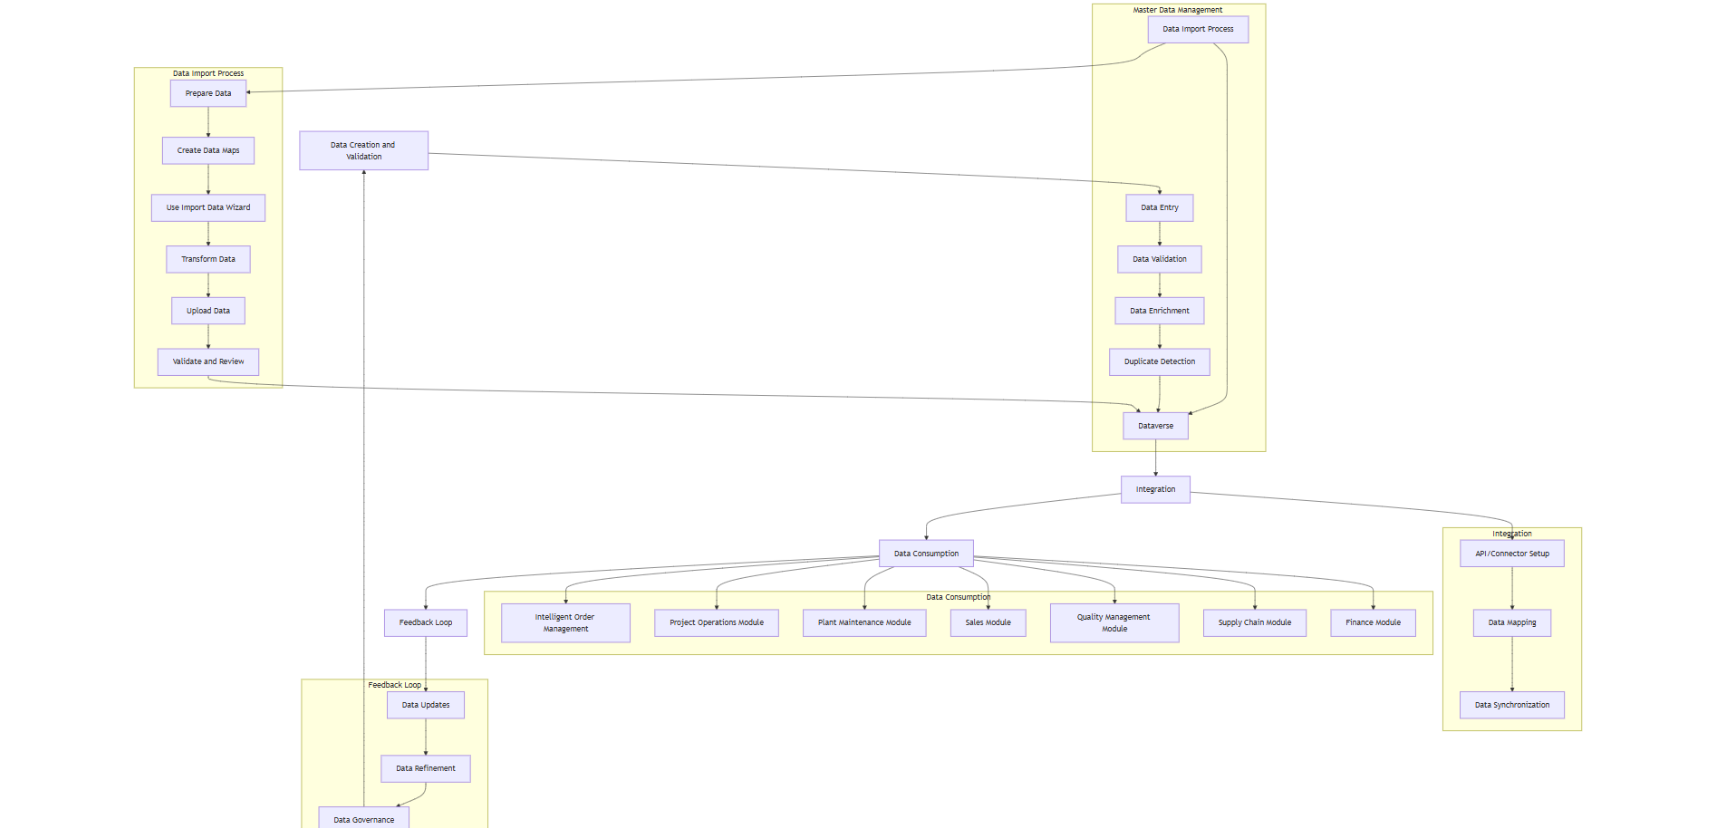 Master Data Management
Data Import Process
Data Import Process
Prepare Data
Create Data Maps
Use Import Data Wizard
Transform Data
Upload Data
Validate and Review
Data Creation and
Validation
Data Entry
Data Validation
Data Enrichment
Duplicate Detection
Dataverse
Integration
Data Consumption
Integration
API/Connector Setup
Data Mapping
Data Synchronization
Data Consumption
Feedback Loop
Intelligent Order
Management
Project Operations Module
Plant Maintenance Module
Sales Module
Quality Management
Module
Supply Chain Module
Finance Module
Feedback Loop
Data Updates
Data Refinement
Data Governance